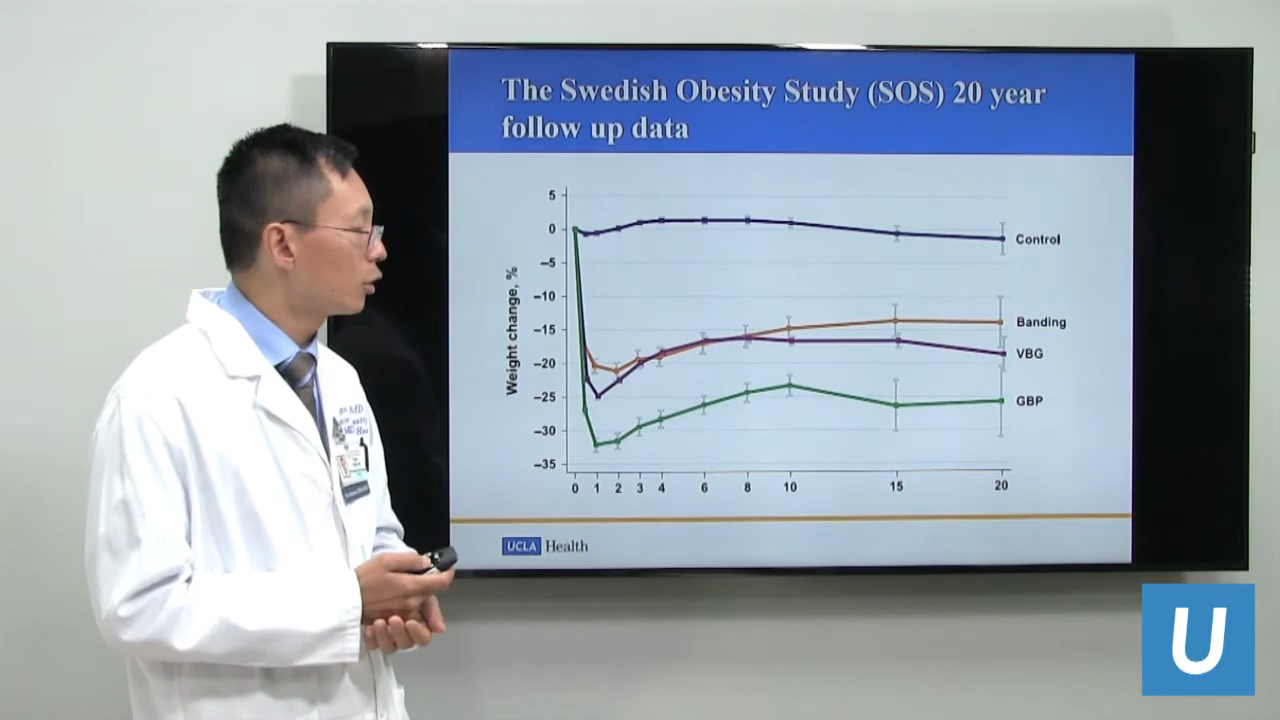 The Swedish Obesity Study (SOS) 20 year
follow up data
Weight change, %
5
0
–5
–10
–15
–20
–25
–30
–35
0 1 2 3 4 6 8 10 15 20
Control
Banding
VBG
GBP
UCLA Health
MD
U